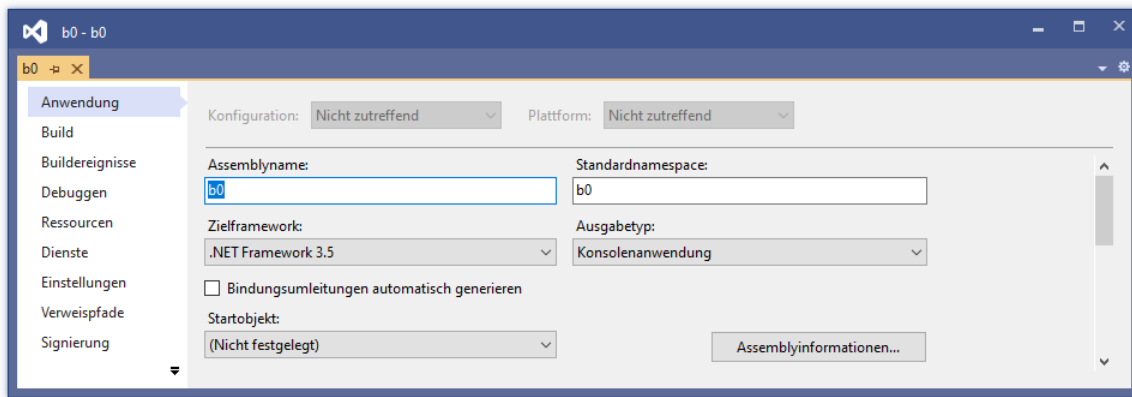 b0 - b0
b0
Anwendung
Build
Buildereignisse
Debuggen
Ressourcen
Dienste
Einstellungen
Verweispfade
Signierung
Konfiguration: Nicht zutreffend Plattform: Nicht zutreffend
Assemblyname: Standardnamespace:
b0 b0
Zielframework: Ausgabetyp:
.NET Framework 3.5 Konsolenanwendung
Bindungsumleitungen automatisch generieren
Startobjekt:
(Nicht festgelegt) Assemblyinformationen...